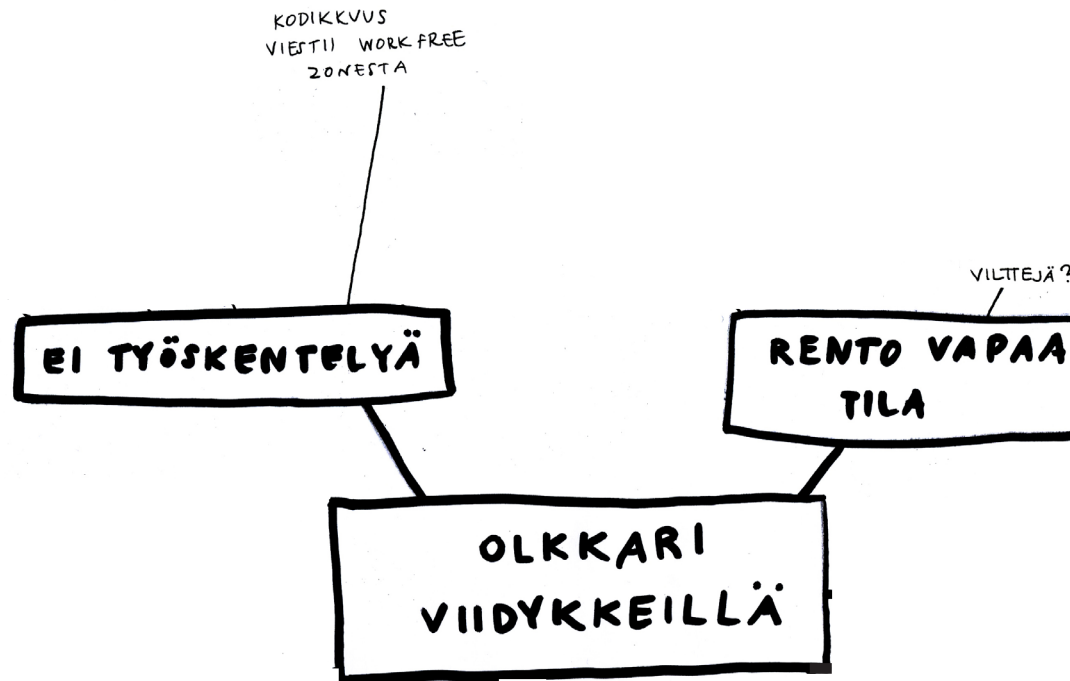 KODIKKUUS
VIESTII WORK FREE
ZONESTA
VILTTEJÄ?
EI TYÖSKENTELYÄ
RENTO VAPAA
TILA
OLKKARI
VIIDYKKEILLÄ